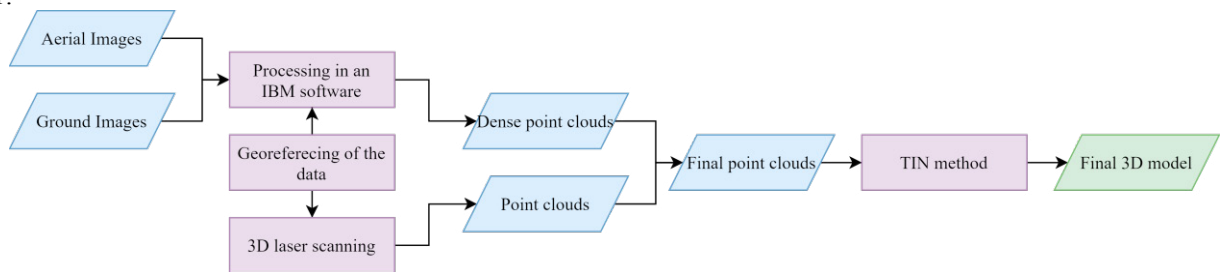 Aerial Images
Ground Images
Processing in an
IBM software
Georeferecing of the
data
3D laser scanning
Dense point clouds
Point clouds
Final point clouds
TIN method
Final 3D model